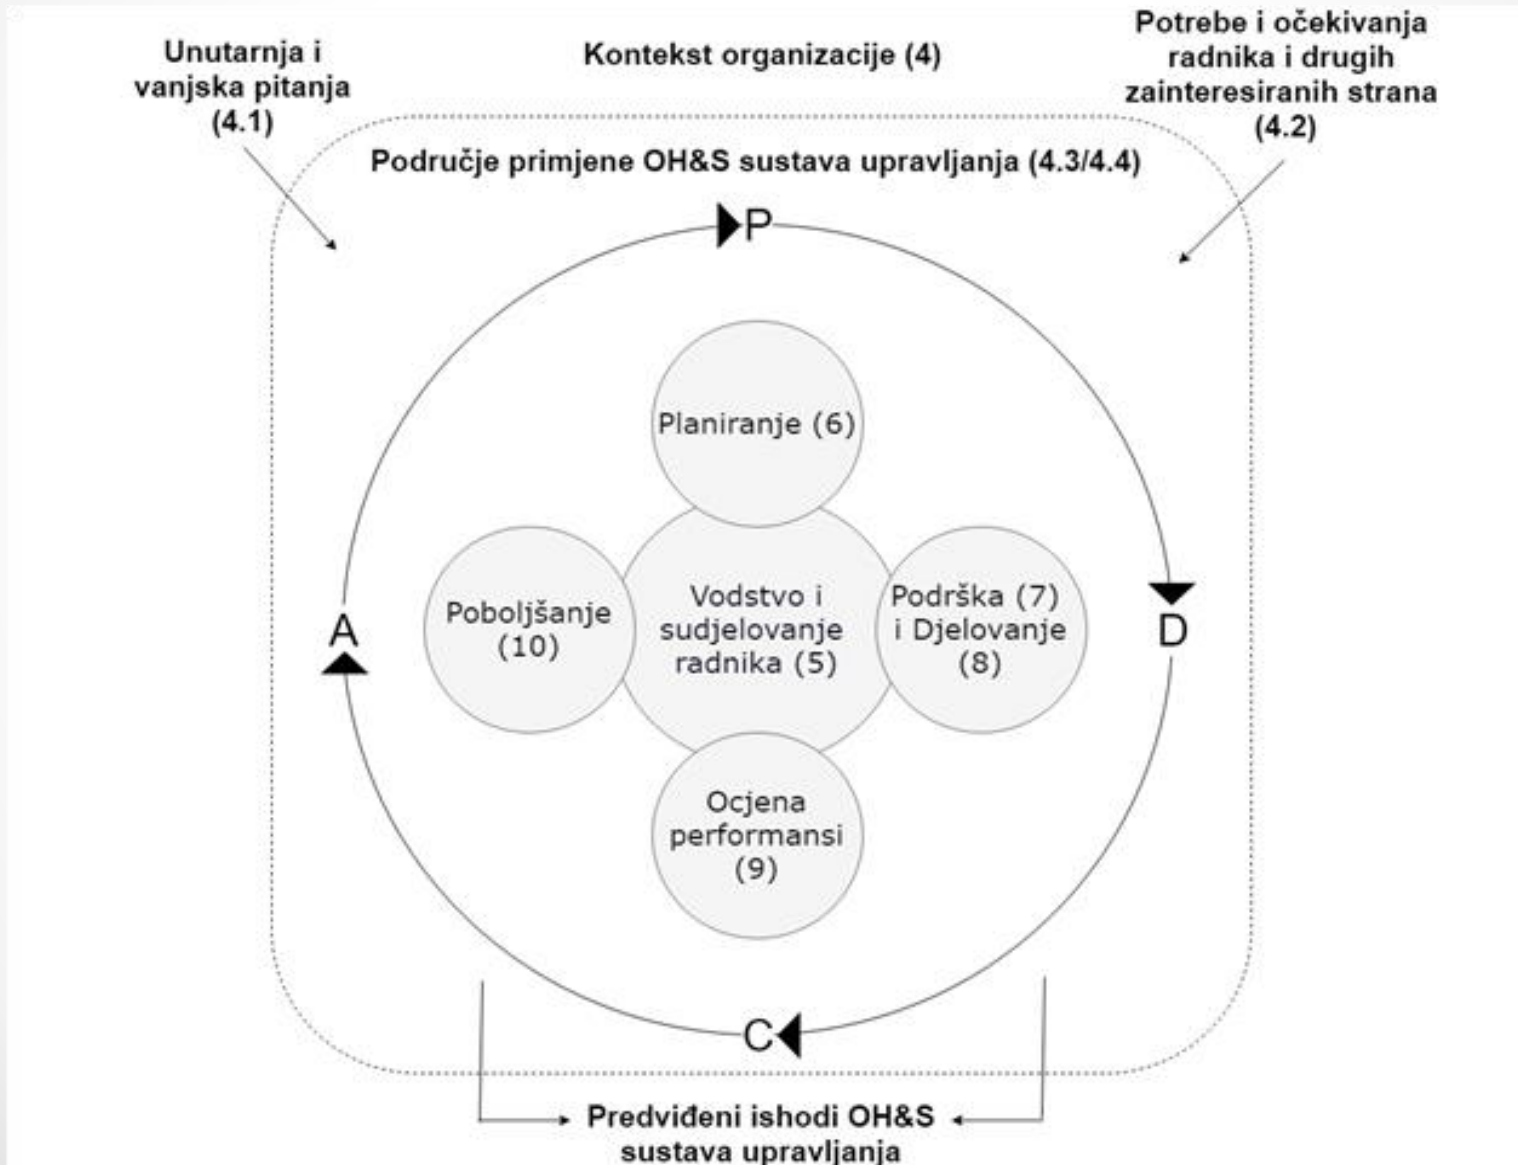 Unutarnja i
vanjska pitanja
(4.1)
Kontekst organizacije (4)
Potrebe i očekivanja
radnika i drugih
zainteresiranih strana
(4.2)
Područje primjene OH&S sustava upravljanja (4.3/4.4)
P
Planiranje (6)
A
Poboljšanje
(10)
Vodstvo i
sudjelovanje
radnika (5)
Podrška (7)
i Djelovanje
(8)
D
Ocjena
performansi
(9)
C
Predviđeni ishodi OH&S
sustava upravljanja